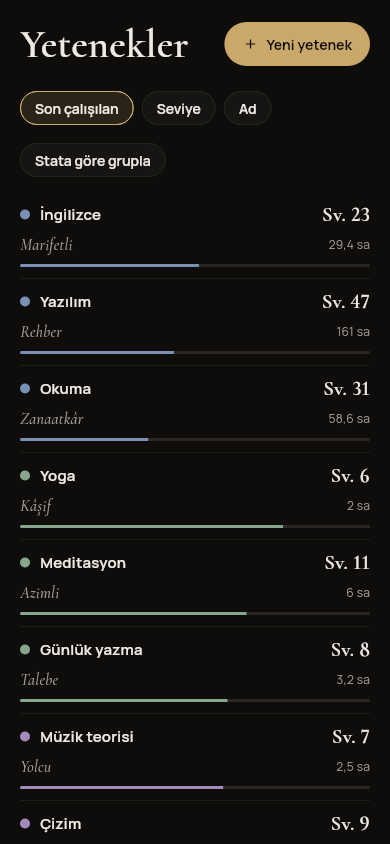 Yetenekler
+ Yeni yetenek
Son çalışılan
Seviye
Ad
Stata göre grupla
İngilizce
Sv. 23
Marifetli
29,4 sa
Yazılım
Sv. 47
Rehber
161 sa
Okuma
Sv. 31
Zanaatkâr
58,6 sa
Yoga
Sv. 6
Kâşif
2 sa
Meditasyon
Sv. 11
Azimli
6 sa
Günlük yazma
Sv. 8
Talebe
3,2 sa
Müzik teorisi
Sv. 7
Yolcu
2,5 sa
Çizim
Sv. 9